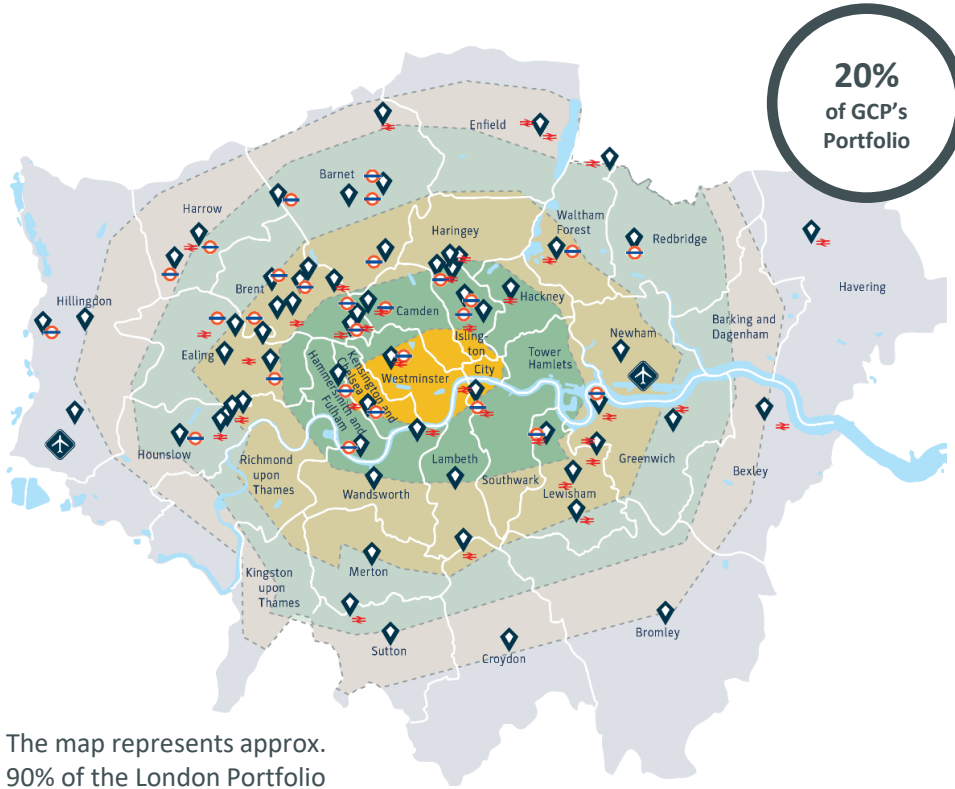 20%
of GCP's
Portfolio
Enfield
Barnet
Harrow
Haringey
Waltham
Forest
Redbridge
Hillingdon
Brent
Havering
Camden
Hackney
Barking and
Dagenham
Newham
Isling-
ton
Ealing
Tower
Hamlets
City
Westminster
Kensington and
Chelsea
Hammersmith and
Fulham
Hounslow
Richmond
upon
Thames
Lambeth
Southwark
Greenwich
Bexley
Wandsworth
Lewisham
Merton
Kingston
upon
Thames
Bromley
Sutton
Croydon
The map represents approx.
90% of the London Portfolio